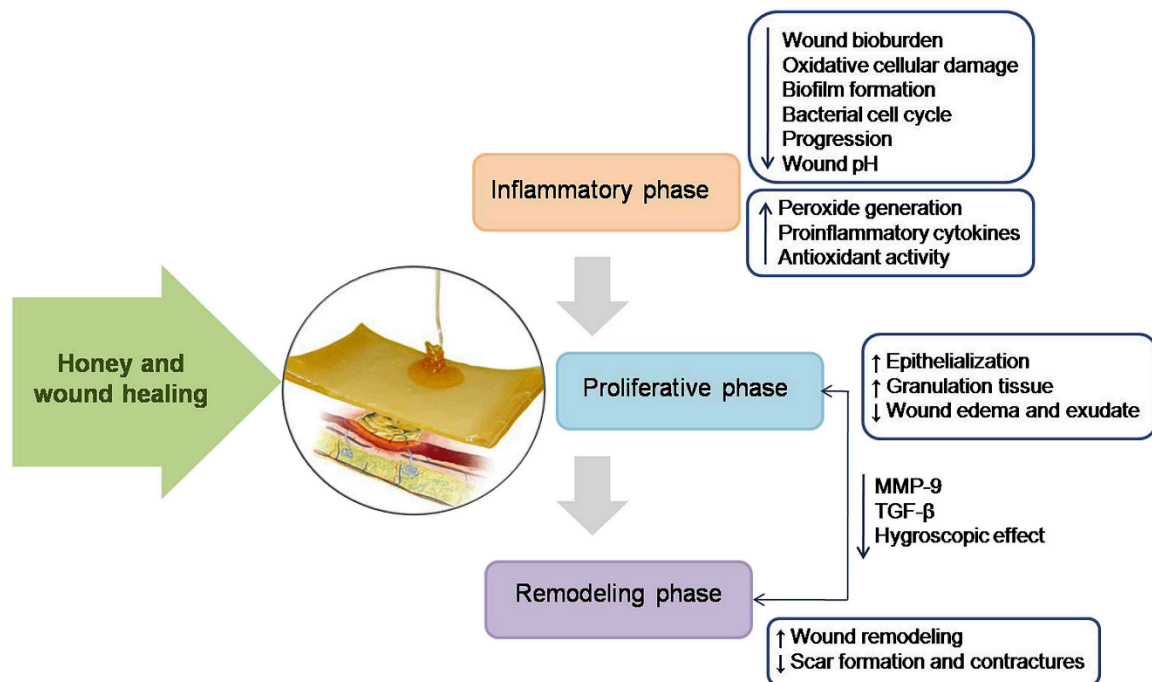 Wound bioburden
Oxidative cellular damage
Biofilm formation
Bacterial cell cycle
Progression
Wound pH
Inflammatory phase
Peroxide generation
Proinflammatory cytokines
Antioxidant activity
Honey and
wound healing
Proliferative phase
↑ Epithelialization
↑ Granulation tissue
↓ Wound edema and exudate
MMP-9
TGF-β
Hygroscopic effect
Remodeling phase
↑ Wound remodeling
↓ Scar formation and contractures